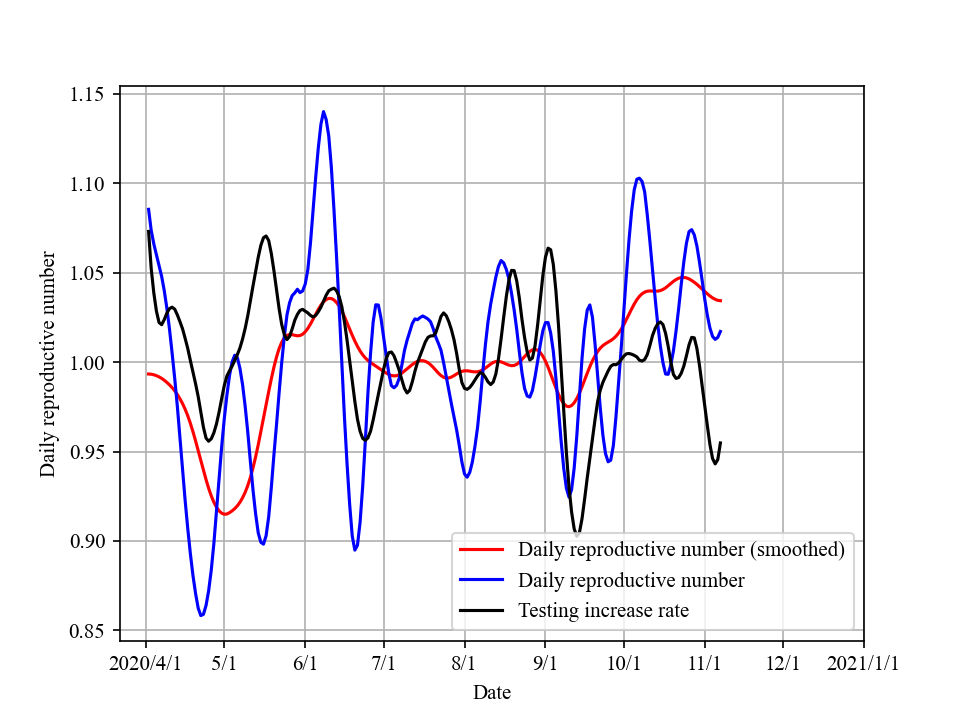 1.15
1.10
1.05
1.00
0.95
0.90
0.85
Daily reproductive number
Daily reproductive number (smoothed)
Daily reproductive number
Testing increase rate
2020/4/1 5/1 6/1 7/1 8/1 9/1 10/1 11/1 12/1 2021/1/1
Date